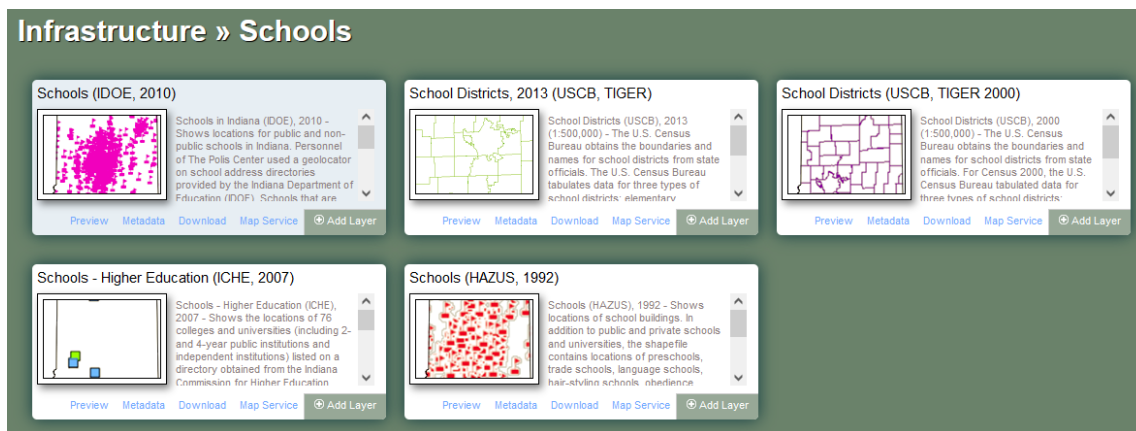 Infrastructure » Schools
Schools (IDOE, 2010)
Schools in Indiana (IDOE), 2010 -
Shows locations for public and non-
public schools in Indiana. Personnel
of The Polis Center used a geolocator
on school address directories
provided by the Indiana Department of
Education (IDOE). Schools that are
Preview Metadata Download Map Service Add Layer
School Districts, 2013 (USCB, TIGER)
School Districts (USCB), 2013
(1:500,000) - The U.S. Census
Bureau obtains the boundaries and
names for school districts from state
officials. The U.S. Census Bureau
tabulates data for three types of
school districts: elementary
Preview Metadata Download Map Service Add Layer
School Districts (USCB, TIGER 2000)
School Districts (USCB), 2000
(1:500,000) - The U.S. Census
Bureau obtains the boundaries and
names for school districts from state
officials. For Census 2000, the U.S.
Census Bureau tabulated data for
three types of school districts:
Preview Metadata Download Map Service Add Layer
Schools - Higher Education (ICHE, 2007)
Schools - Higher Education (ICHE),
2007 - Shows the locations of 76
colleges and universities (including 2-
and 4-year public institutions and
independent institutions) listed on a
directory obtained from the Indiana
Commission for Higher Education
Preview Metadata Download Map Service Add Layer
Schools (HAZUS, 1992)
Schools (HAZUS), 1992 - Shows
locations of school buildings. In
addition to public and private schools
and universities, the shapefile
contains locations of preschools,
trade schools, language schools,
hair-styling schools, obedience
Preview Metadata Download Map Service Add Layer